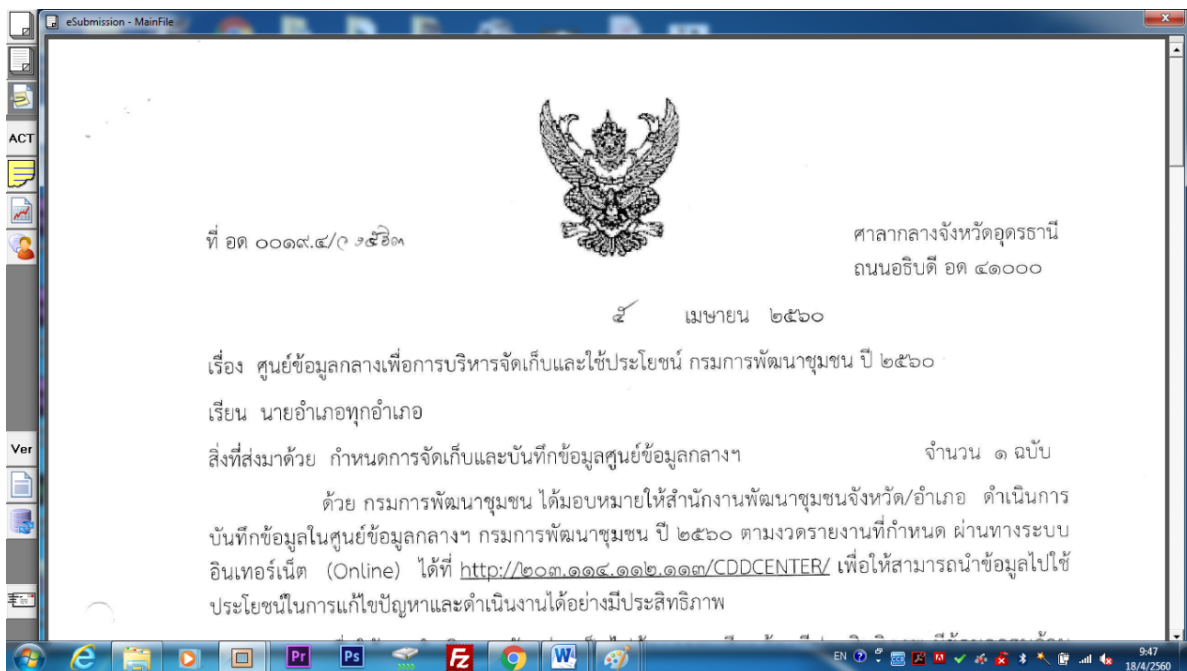 eSubmission - MainFile
ACT
ที่ อด ๐๐๑๙.๔/
ศาลากลางจังหวัดอุดรธานี
ถนนอธิบดี อด ๔๑๐๐๐
๕ เมษายน ๒๕๖๐
เรื่อง ศูนย์ข้อมูลกลางเพื่อการบริหารจัดเก็บและใช้ประโยชน์ กรมการพัฒนาชุมชน ปี ๒๕๖๐
เรียน นายอำเภอทุกอำเภอ
Ver
สิ่งที่ส่งมาด้วย กำหนดการจัดเก็บและบันทึกข้อมูลศูนย์ข้อมูลกลางฯ จำนวน ๑ ฉบับ
ด้วย กรมการพัฒนาชุมชน ได้มอบหมายให้สำนักงานพัฒนาชุมชนจังหวัด/อำเภอ ดำเนินการ
บันทึกข้อมูลในศูนย์ข้อมูลกลางฯ กรมการพัฒนาชุมชน ปี ๒๕๖๐ ตามงวดรายงานที่กำหนด ผ่านทางระบบ
อินเทอร์เน็ต (Online) ได้ที่ http://๒๐๓.๑๑๔.๑๑๒.๑๑๓/CDDCENTER/ เพื่อให้สามารถนำข้อมูลไปใช้
ประโยชน์ในการแก้ไขปัญหาและดำเนินงานได้อย่างมีประสิทธิภาพ
Pr
Ps
EN
9:47
18/4/2560